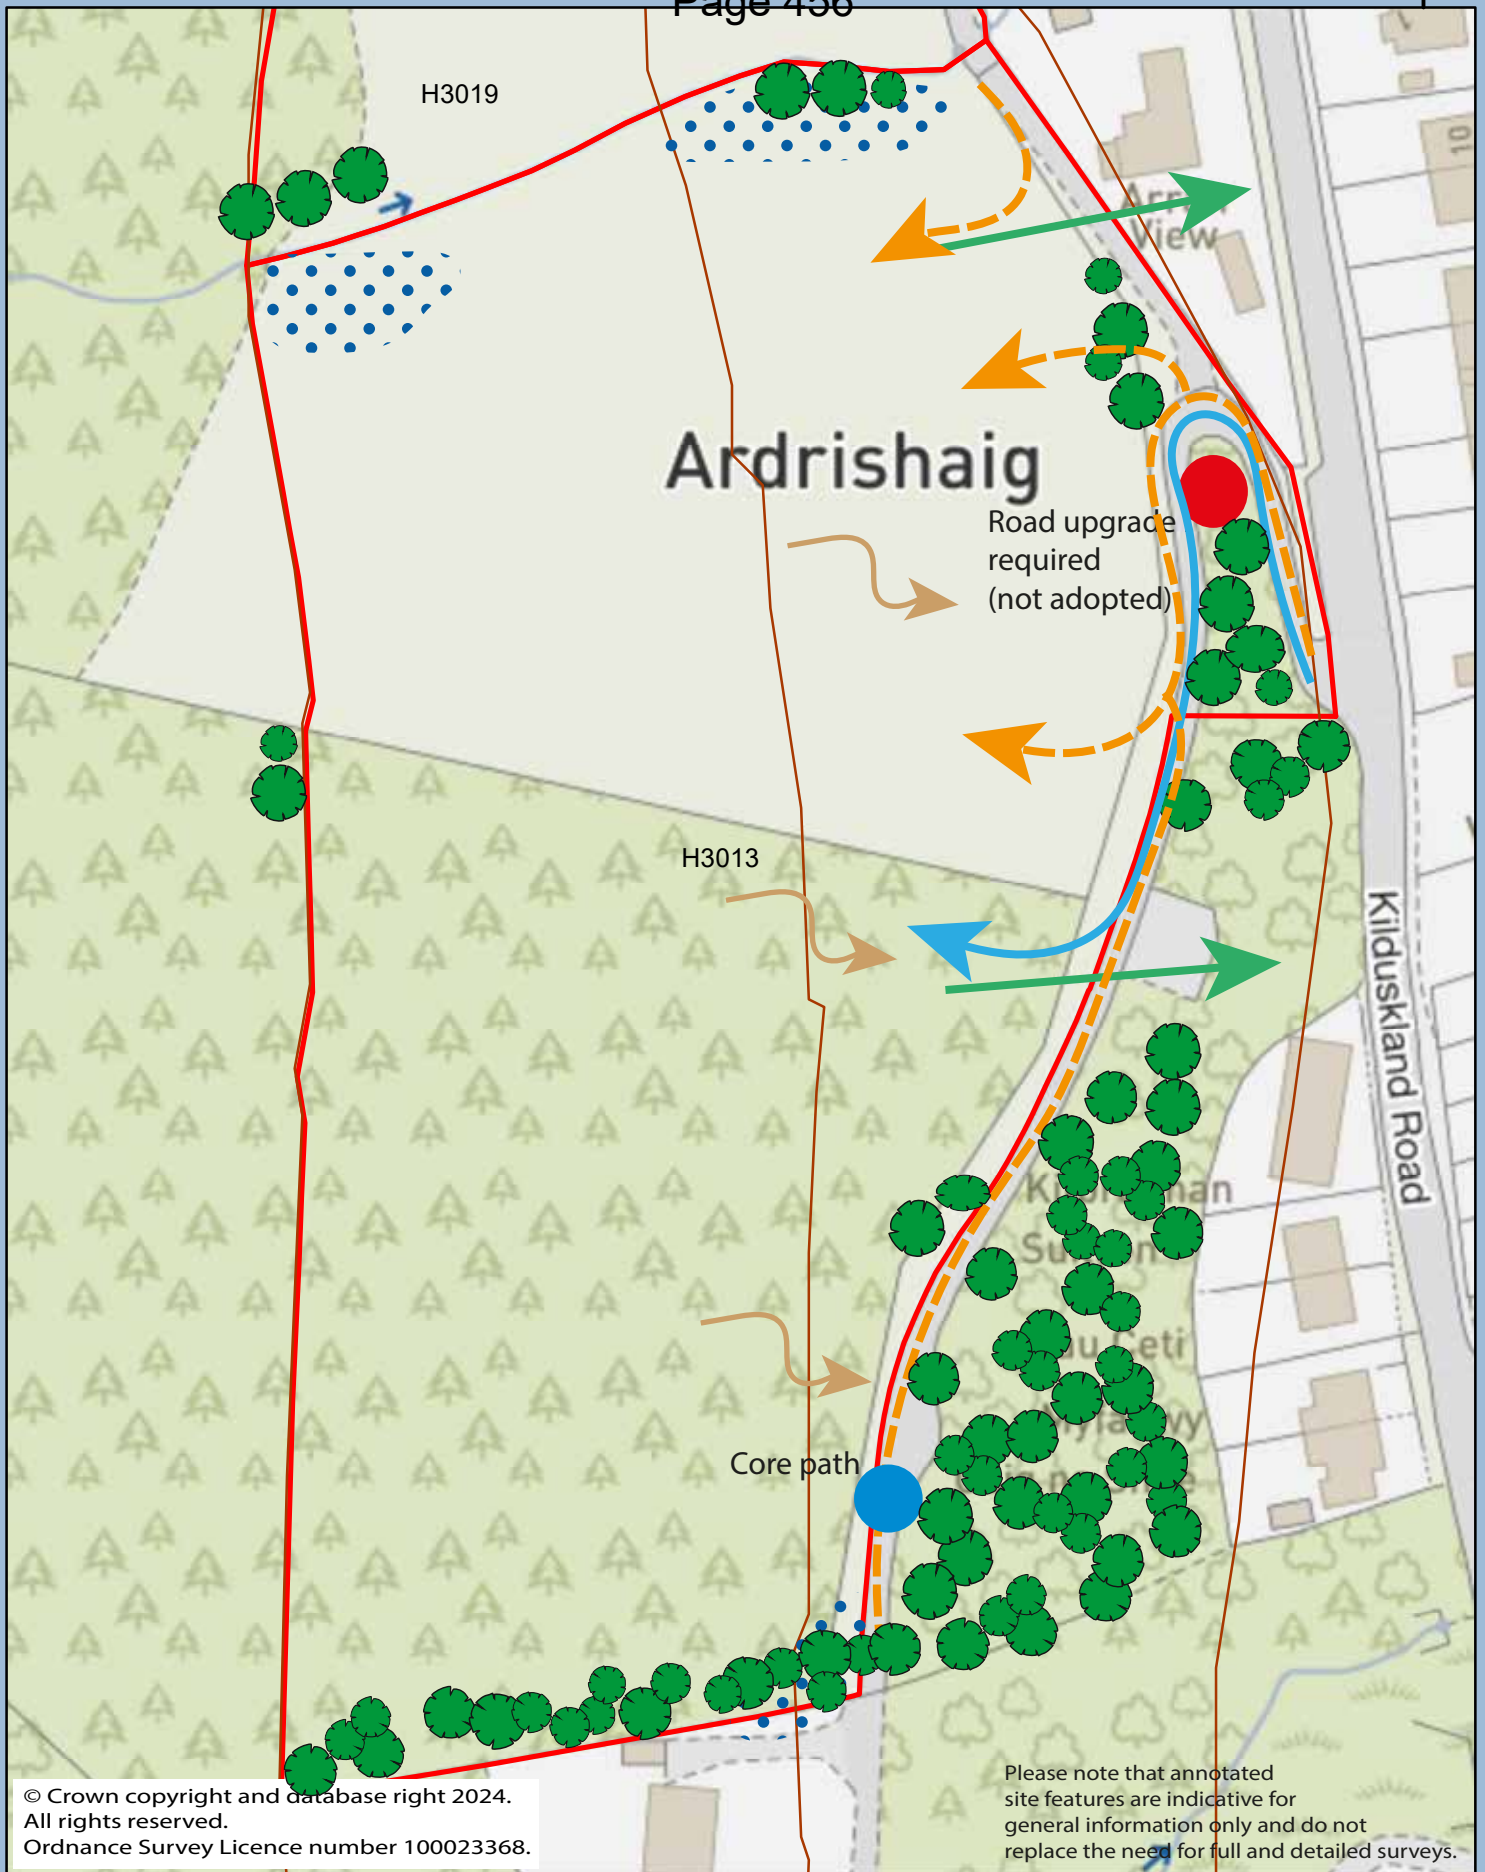 Page 456
H3019
10
View
Ardrishaig
Road upgrade
required
(not adopted)
H3013
Kilduskland Road
Core path
Please note that annotated
site features are indicative for
general information only and do not
replace the need for full and detailed surveys.
© Crown copyright and database right 2024.
All rights reserved.
Ordnance Survey Licence number 100023368.